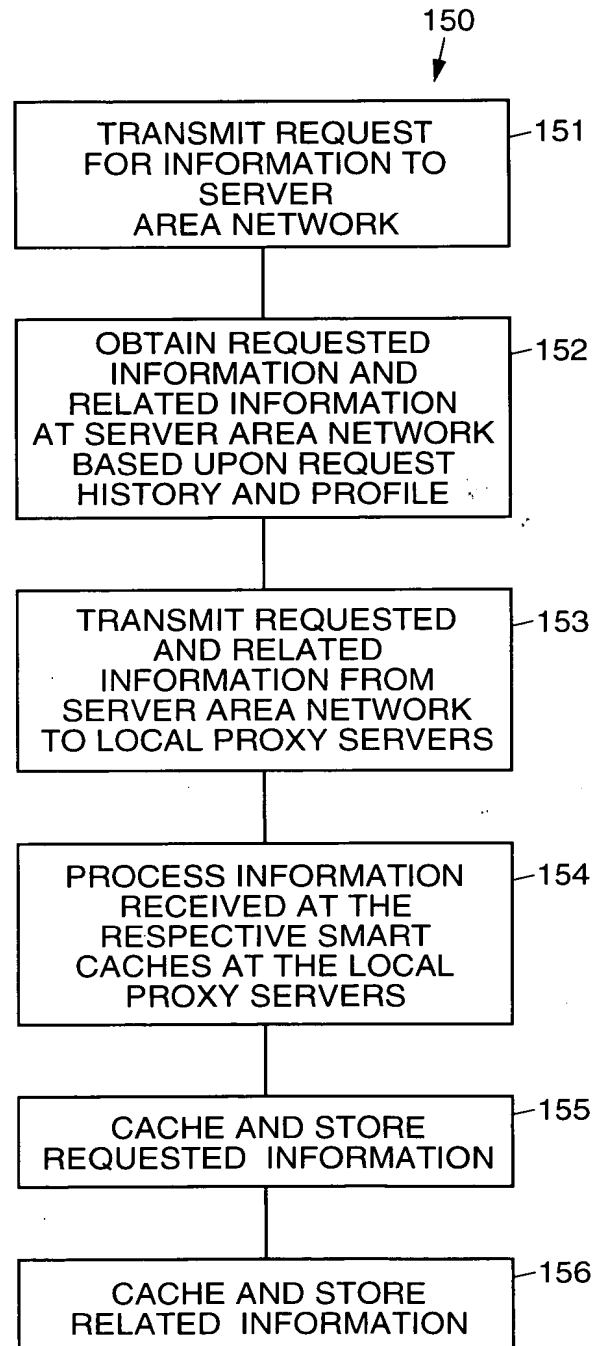 150
TRANSMIT REQUEST
FOR INFORMATION TO
SERVER
AREA NETWORK
151
OBTAIN REQUESTED
INFORMATION AND
RELATED INFORMATION
AT SERVER AREA NETWORK
BASED UPON REQUEST
HISTORY AND PROFILE
152
TRANSMIT REQUESTED
AND RELATED
INFORMATION FROM
SERVER AREA NETWORK
TO LOCAL PROXY SERVERS
153
PROCESS INFORMATION
RECEIVED AT THE
RESPECTIVE SMART
CACHES AT THE LOCAL
PROXY SERVERS
154
CACHE AND STORE
REQUESTED INFORMATION
155
CACHE AND STORE
RELATED INFORMATION
156